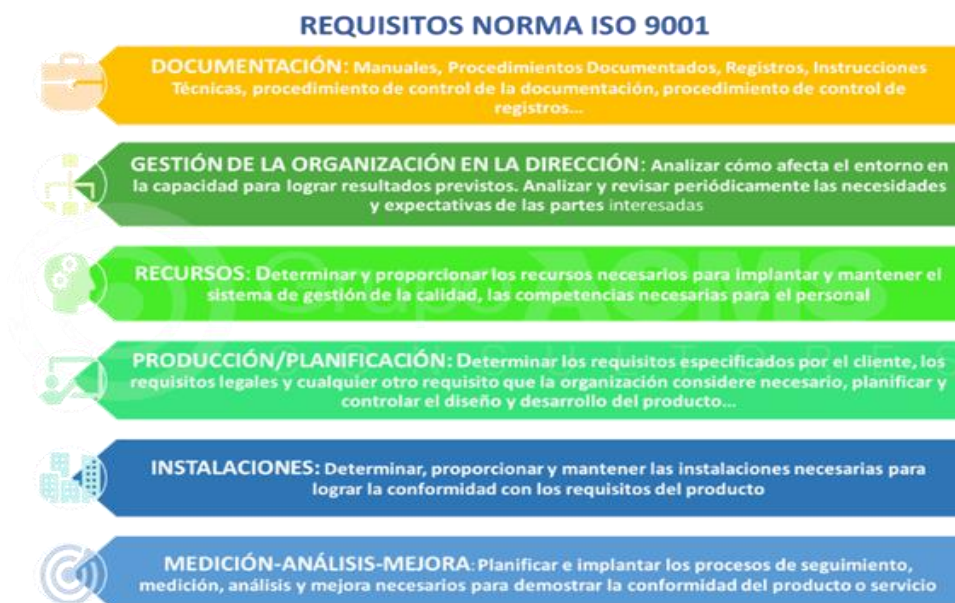 REQUISITOS NORMA ISO 9001
DOCUMENTACIÓN: Manuales, Procedimientos Documentados, Registros, Instrucciones
Técnicas, procedimiento de control de la documentación, procedimiento de control de
registros...
GESTIÓN DE LA ORGANIZACIÓN EN LA DIRECCIÓN: Analizar cómo afecta el entorno en
la capacidad para lograr resultados previstos. Analizar y revisar periódicamente las necesidades
y expectativas de las partes interesadas
RECURSOS: Determinar y proporcionar los recursos necesarios para implantar y mantener el
sistema de gestión de la calidad, las competencias necesarias para el personal
Grupo ACMS
CONSULTORES
PRODUCCIÓN/PLANIFICACIÓN: Determinar los requisitos especificados por el cliente, los
requisitos legales y cualquier otro requisito que la organización considere necesario, planificar y
controlar el diseño y desarrollo del producto...
INSTALACIONES: Determinar, proporcionar y mantener las instalaciones necesarias para
lograr la conformidad con los requisitos del producto
MEDICIÓN-ANÁLISIS-MEJORA: Planificar e implantar los procesos de seguimiento,
medición, análisis y mejora necesarios para demostrar la conformidad del producto o servicio